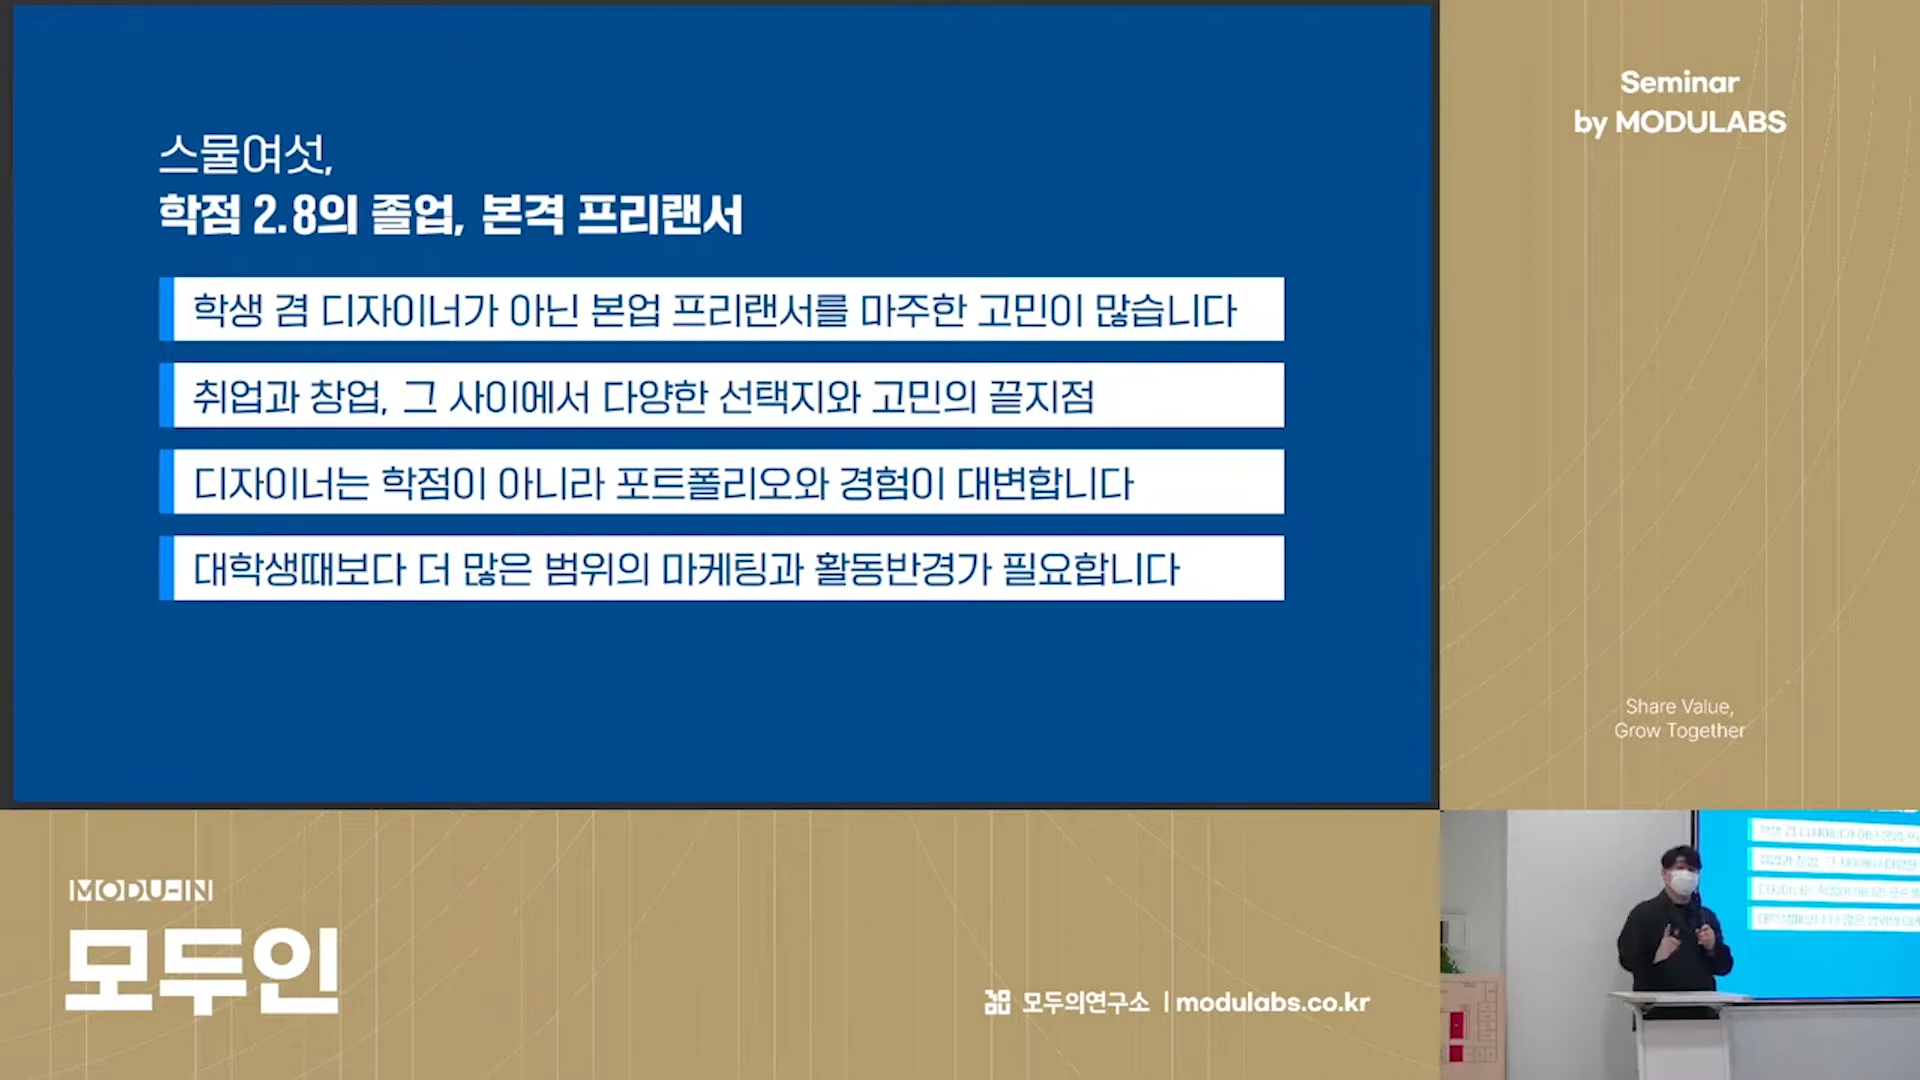 스물여섯,
학점 2.8의 졸업, 본격 프리랜서
학생 겸 디자이너가 아닌 본업 프리랜서를 마주한 고민이 많습니다
취업과 창업, 그 사이에서 다양한 선택지와 고민의 끝지점
디자이너는 학점이 아니라 포트폴리오와 경험이 대변합니다
대학생때보다 더 많은 범위의 마케팅과 활동반경가 필요합니다
Seminar
by MODULABS
Share Value,
Grow Together
MODU-IN
모두인
모두의연구소 | modulabs.co.kr